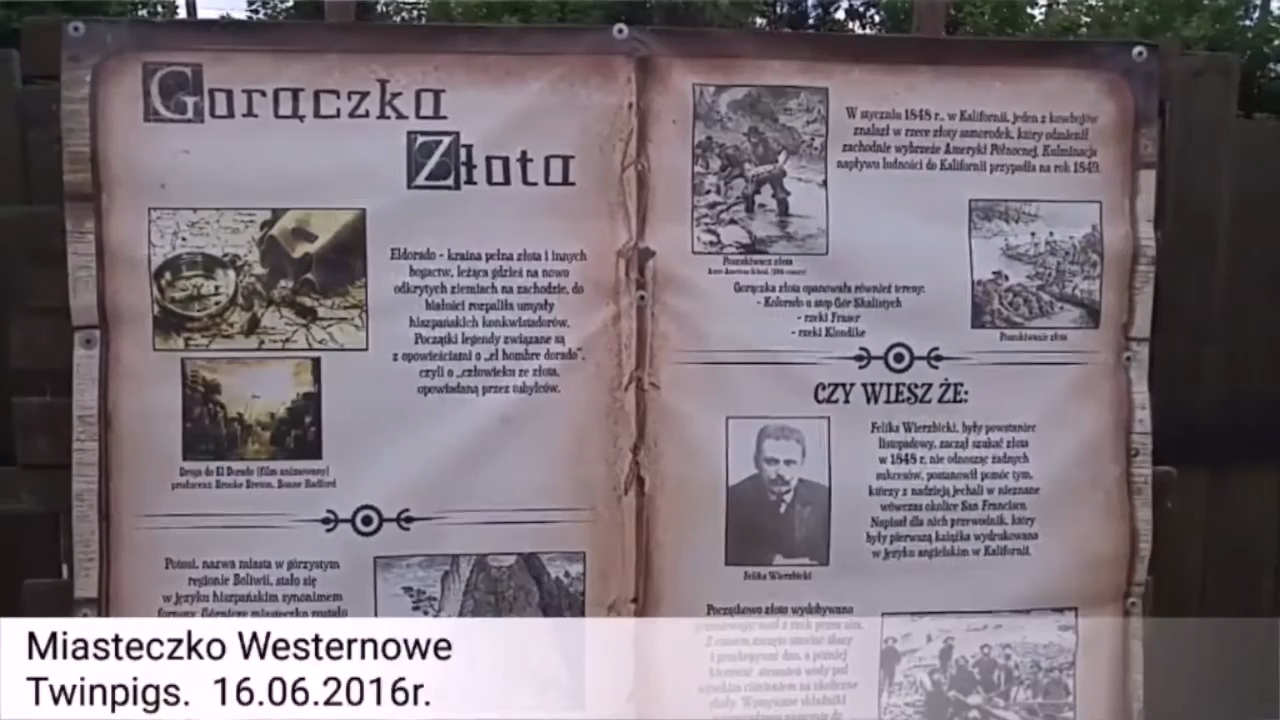 Gorączka
Złota
Eldorado - kraina pełna złota i innych
bogactw, leżąca gdzieś na nowo
odkrytych ziemiach na zachodzie, do
białości rozpaliła umysły
hiszpańskich konkwistadorów.
Początki legendy związane są
z opowieściami o „el hombre dorado”,
czyli o „człowieku ze złota,
opowiadaną przez tubylców.
Droga do El Dorado (film animowany)
Potosi, nazwa miasta w górzystym
regionie Boliwii, stało się
w języku hiszpańskim synonimem
fortuny. Górnicze miasteczko
W styczniu 1848 r., w Kalifornii, jeden z kowbojów
znalazł w rzece złoty samorodek, który odmienił
zachodnie wybrzeże Ameryki Północnej. Kulminacja
napływu ludności do Kalifornii przypadła na rok 1849.
Poszukiwacz złota
Gorączka złota opanowała również tereny:
- Kolorado u stóp Gór Skalistych
- rzeki Fraser
- rzeki Klondike
Poszukiwanie złota
CZY WIESZ ŻE:
Feliks Wierzbicki, były powstaniec
listopadowy, zaczął szukać złota
w 1848 r. nie odnosząc żadnych
sukcesów, postanowił pomóc tym,
którzy z nadzieją jechali w nieznane
wówczas okolice San Francisco.
Napisał dla nich przewodnik, który
był pierwszą książką wydrukowaną
w języku angielskim w Kalifornii.
Feliks Wierzbicki
Początkowo złoto wydobywano
Miasteczko Westernowe
Twinpigs. 16.06.2016r.